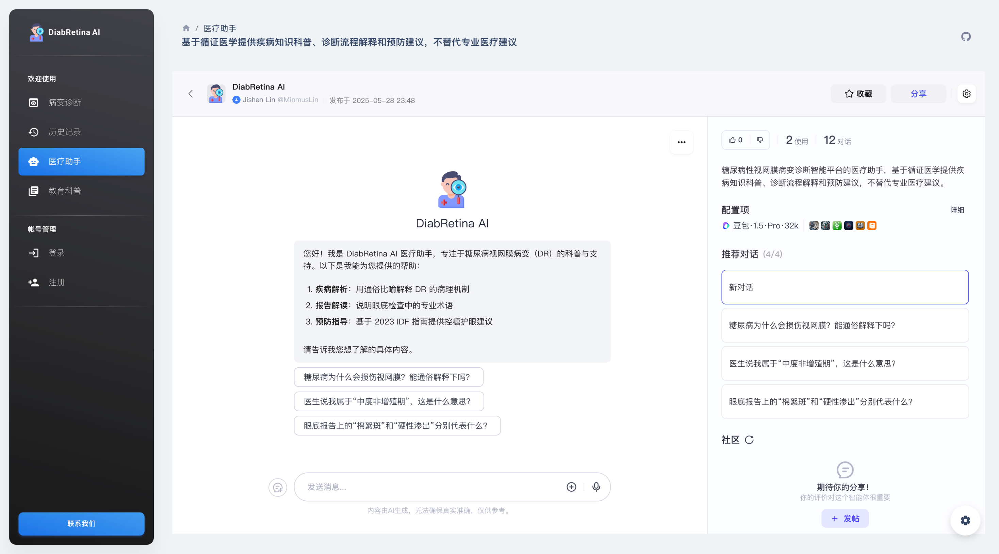 DiabRetina AI
欢迎使用
病变诊断
历史记录
医疗助手
教育科普
帐号管理
登录
注册
联系我们
/ 医疗助手
基于循证医学提供疾病知识科普、诊断流程解释和预防建议，不替代专业医疗建议
DiabRetina AI
Jishen Lin @MinmusLin 发布于 2025-05-28 23:48
收藏
分享
DiabRetina AI
您好！我是 DiabRetina AI 医疗助手，专注于糖尿病视网膜病变（DR）的科普与支
持。以下是我能为您提供的帮助：
1. 疾病解析：用通俗比喻解释 DR 的病理机制
2. 报告解读：说明眼底检查中的专业术语
3. 预防指导：基于 2023 IDF 指南提供控糖护眼建议
请告诉我您想了解的具体内容。
糖尿病为什么会损伤视网膜？能通俗解释下吗？
医生说我属于“中度非增殖期”，这是什么意思？
眼底报告上的“棉絮斑”和“硬性渗出”分别代表什么？
发送消息...
内容由AI生成，无法确保真实准确，仅供参考。
0
2 使用
12 对话
糖尿病性视网膜病变诊断智能平台的医疗助手，基于循证医学提供疾
病知识科普、诊断流程解释和预防建议，不替代专业医疗建议。
配置项
详细
豆包·1.5·Pro·32k
推荐对话 (4/4)
新对话
糖尿病为什么会损伤视网膜？能通俗解释下吗？
医生说我属于“中度非增殖期”，这是什么意思？
眼底报告上的“棉絮斑”和“硬性渗出”分别代表什么？
社区
期待你的分享！
你的评价对这个智能体很重要
+ 发帖